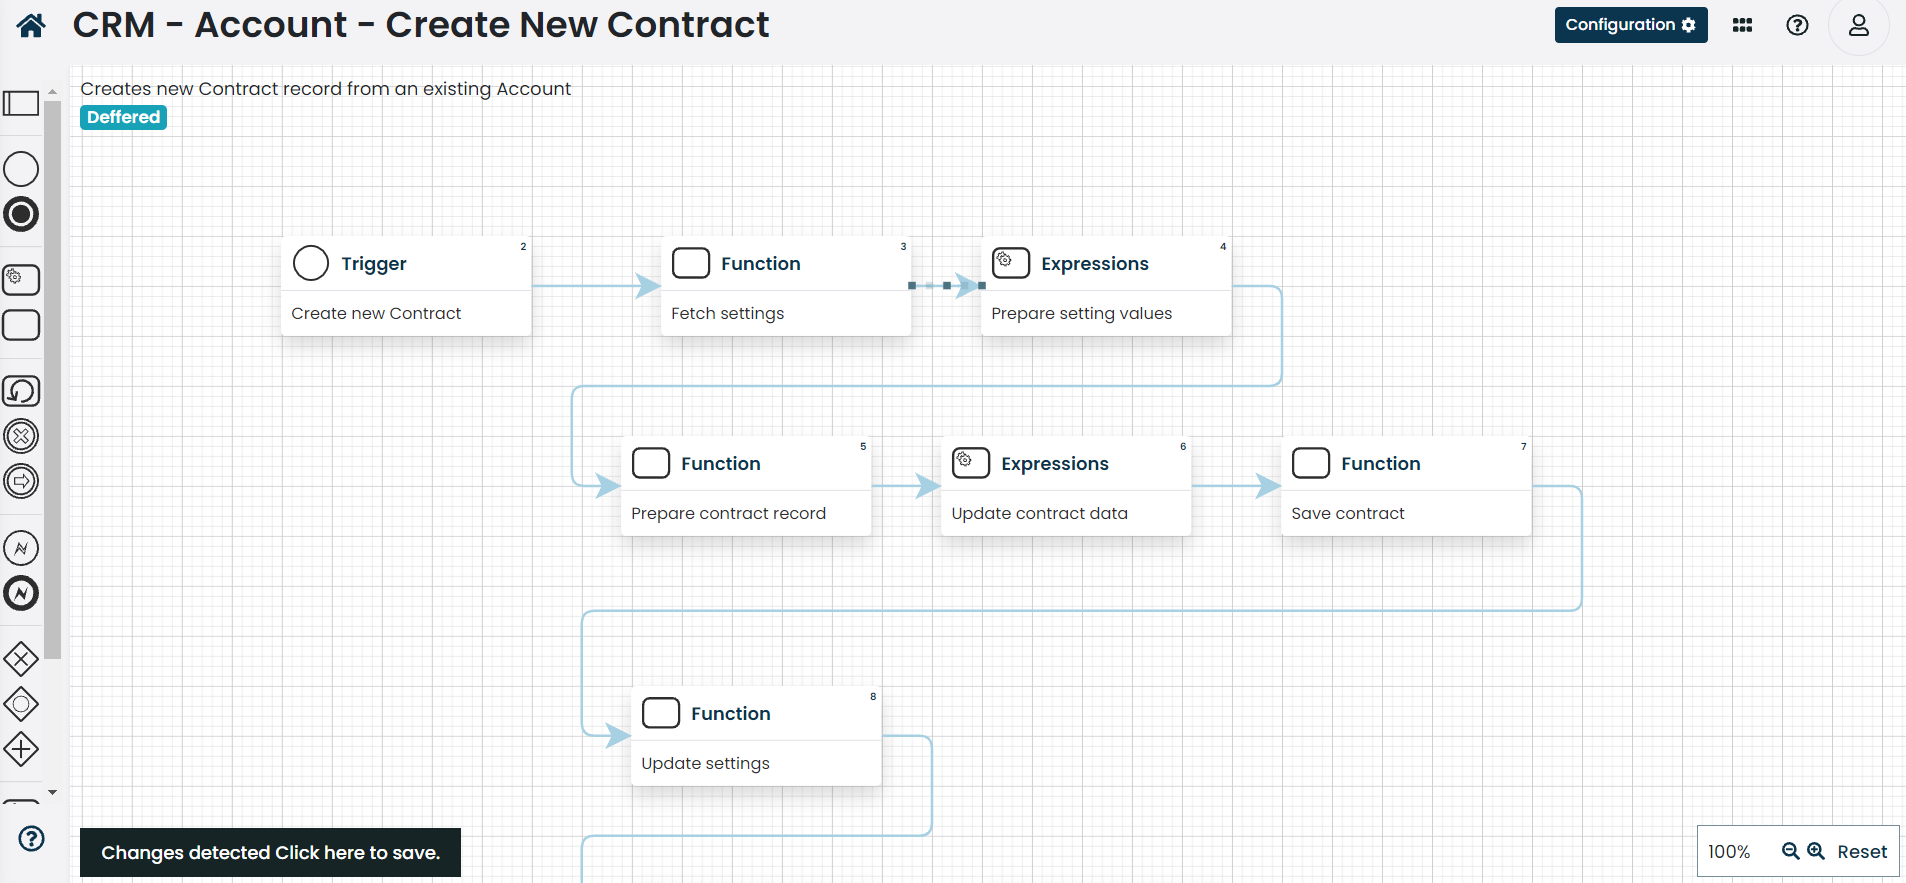 CRM - Account - Create New Contract
Configuration
Creates new Contract record from an existing Account
Deffered
2
Trigger
Create new Contract
3
Function
Fetch settings
4
Expressions
Prepare setting values
5
Function
Prepare contract record
6
Expressions
Update contract data
7
Function
Save contract
8
Function
Update settings
Changes detected Click here to save.
100%
Reset